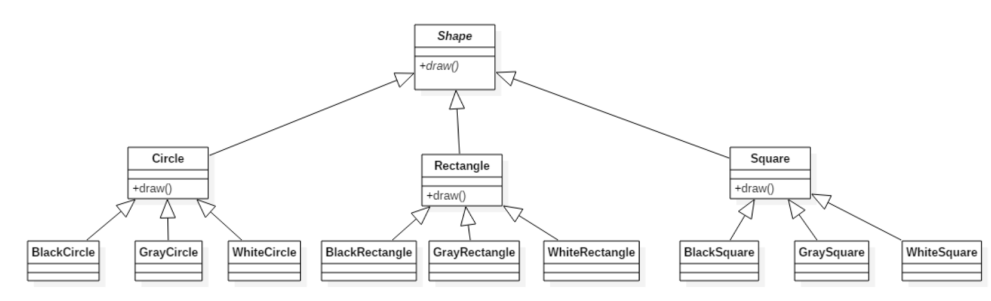 Shape
+draw()
Circle
+draw()
Rectangle
+draw()
Square
+draw()
BlackCircle
GrayCircle
WhiteCircle
BlackRectangle
GrayRectangle
WhiteRectangle
BlackSquare
GraySquare
WhiteSquare